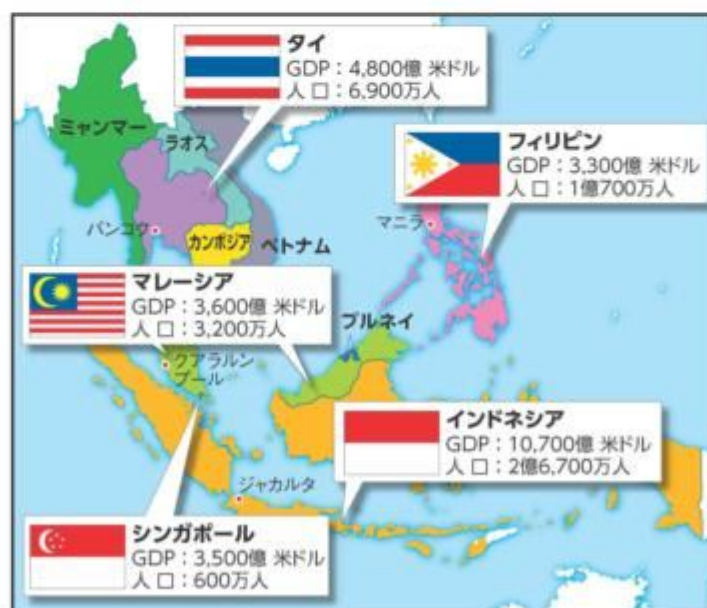 タイ
GDP：4,800億 米ドル
人 口：6,900万人
ミャンマー
ラオス
フィリピン
GDP：3,300億 米ドル
人 口：1億700万人
バンコク
マニラ
カンボジア
ベトナム
マレーシア
GDP：3,600億 米ドル
人 口：3,200万人
ブルネイ
クアラルン
プール
インドネシア
GDP：10,700億 米ドル
人 口：2億6,700万人
ジャカルタ
シンガポール
GDP：3,500億 米ドル
人 口：600万人